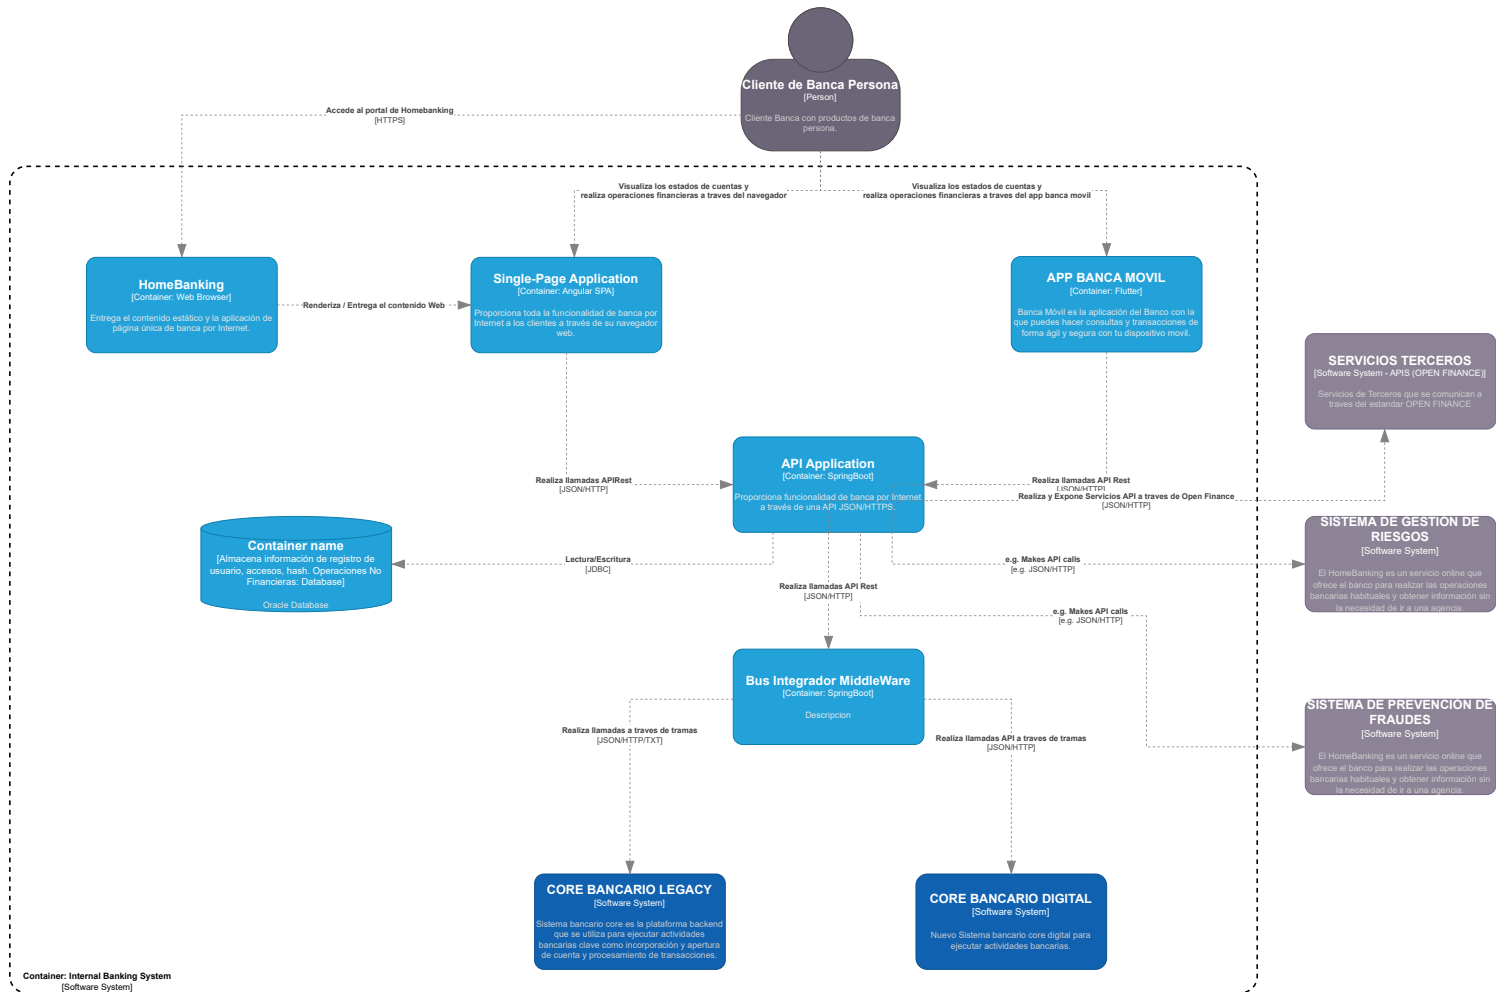 Cliente de Banca Persona
[Person]
Cliente Banca con productos de banca
persona.
Accede al portal de Homebanking
[HTTPS]
Visualiza los estados de cuentas y
realiza operaciones financieras a traves del navegador
Visualiza los estados de cuentas y
realiza operaciones financieras a traves del app banca movil
HomeBanking
[Container: Web Browser]
Entrega el contenido estático y la aplicación de
página única de banca por Internet.
Renderiza / Entrega el contenido Web
Single-Page Application
[Container: Angular SPA]
Proporciona toda la funcionalidad de banca por
Internet a los clientes a través de su navegador
web.
APP BANCA MOVIL
[Container: Flutter]
Banca Móvil es la aplicación del Banco con la
que puedes hacer consultas y transacciones de
forma ágil y segura con tu dispositivo movil.
SERVICIOS TERCEROS
[Software System - APIS (OPEN FINANCE)]
Servicios de Terceros que se comunican a
traves del estandar OPEN FINANCE
API Application
[Container: SpringBoot]
Proporciona funcionalidad de banca por Internet
a través de una API JSON/HTTPS.
Realiza llamadas APIRest
[JSON/HTTP]
Realiza llamadas API Rest
[JSON/HTTP]
Realiza y Expone Servicios API a traves de Open Finance
[JSON/HTTP]
Container name
[Almacena información de registro de
usuario, accesos, hash. Operaciones No
Financieras: Database]
Oracle Database
Lectura/Escritura
[JDBC]
Realiza llamadas API Rest
[JSON/HTTP]
e.g. Makes API calls
[e.g. JSON/HTTP]
e.g. Makes API calls
[e.g. JSON/HTTP]
SISTEMA DE GESTION DE
RIESGOS
[Software System]
El HomeBanking es un servicio online que
ofrece el banco para realizar las operaciones
bancarias habituales y obtener información sin
la necesidad de ir a una agencia.
Bus Integrador MiddleWare
[Container: SpringBoot]
Descripcion
SISTEMA DE PREVENCION DE
FRAUDES
[Software System]
El HomeBanking es un servicio online que
ofrece el banco para realizar las operaciones
bancarias habituales y obtener información sin
la necesidad de ir a una agencia.
Realiza llamadas a traves de tramas
[JSON/HTTP/TXT]
Realiza llamadas API a traves de tramas
[JSON/HTTP]
CORE BANCARIO LEGACY
[Software System]
Sistema bancario core es la plataforma backend
que se utiliza para ejecutar actividades
bancarias clave como incorporación y apertura
de cuenta y procesamiento de transacciones.
CORE BANCARIO DIGITAL
[Software System]
Nuevo Sistema bancario core digital para
ejecutar actividades bancarias.
Container: Internal Banking System
[Software System]